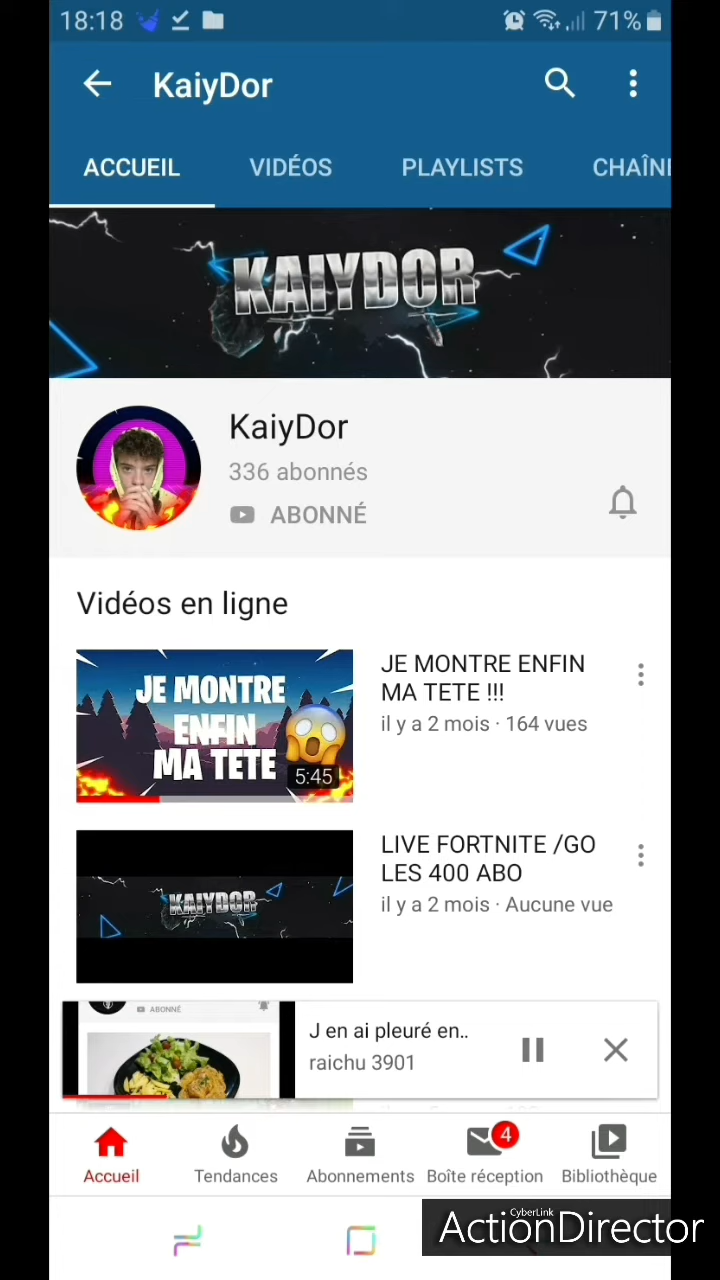 18:18 71%
KaiyDor
ACCUEIL VIDÉOS PLAYLISTS CHAÎN
KAIYDOR
KaiyDor
336 abonnés
ABONNÉ
Vidéos en ligne
JE MONTRE
ENFIN
MA TETE
5:45
JE MONTRE ENFIN
MA TETE !!!
il y a 2 mois · 164 vues
KAIYDOR
LIVE FORTNITE /GO
LES 400 ABO
il y a 2 mois · Aucune vue
ABONNÉ
J en ai pleuré en..
raichu 3901
4
Accueil Tendances Abonnements Boîte réception Bibliothèque
CyberLink
ActionDirector